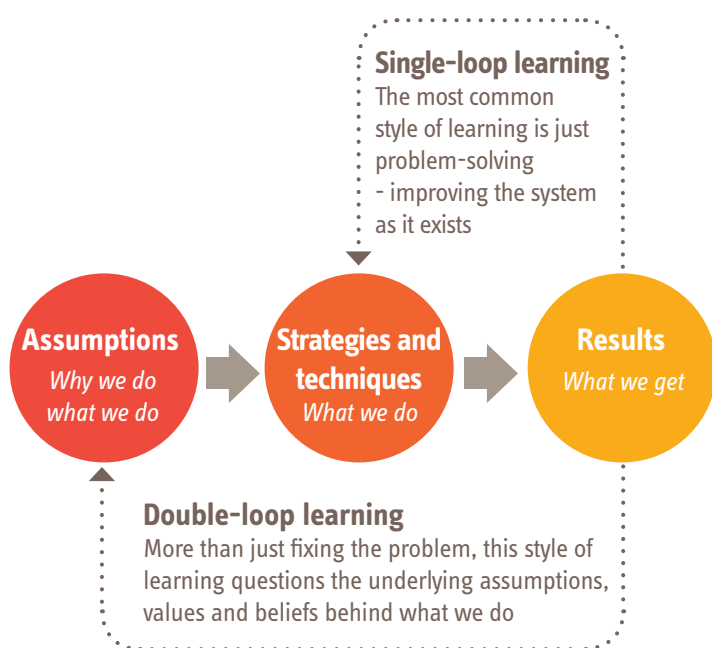 Single-loop learning
The most common
style of learning is just
problem-solving
- improving the system
as it exists
Assumptions
Why we do
what we do
Strategies and
techniques
What we do
Results
What we get
Double-loop learning
More than just fixing the problem, this style of
learning questions the underlying assumptions,
values and beliefs behind what we do